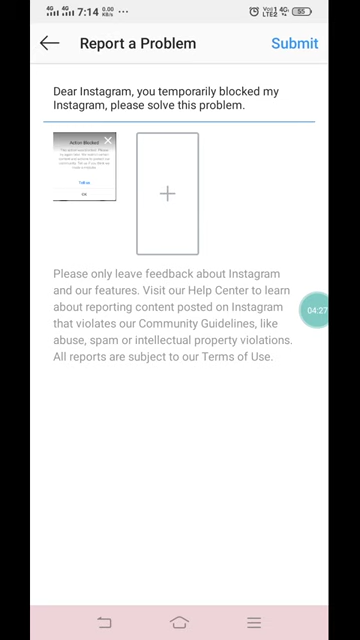 4G 4G 7:14 0.00 KB/s ... Vo) LTE2 4G 55
Report a Problem Submit
Dear Instagram, you temporarily blocked my
Instagram, please solve this problem.
Action Blocked
Tell us
OK
Please only leave feedback about Instagram
and our features. Visit our Help Center to learn
about reporting content posted on Instagram
that violates our Community Guidelines, like
abuse, spam or intellectual property violations.
All reports are subject to our Terms of Use.
04:27